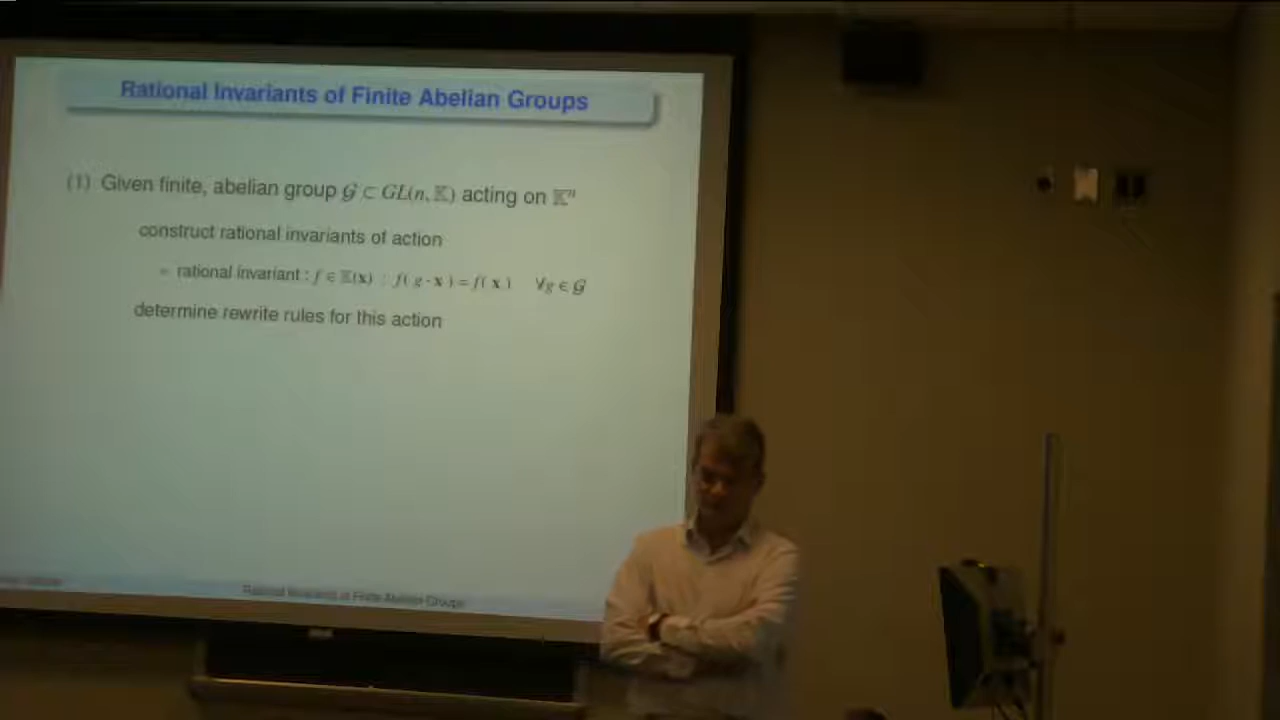 Rational Invariants of Finite Abelian Groups
(1) Given finite, abelian group 𝒢 ⊂ GL(n, 𝕂) acting on 𝕂ⁿ
construct rational invariants of action
rational invariant : f ∈ 𝕂(x) : f( g · x ) = f( x ) ∀g ∈ 𝒢
determine rewrite rules for this action
Rational Invariants of Finite Abelian Groups